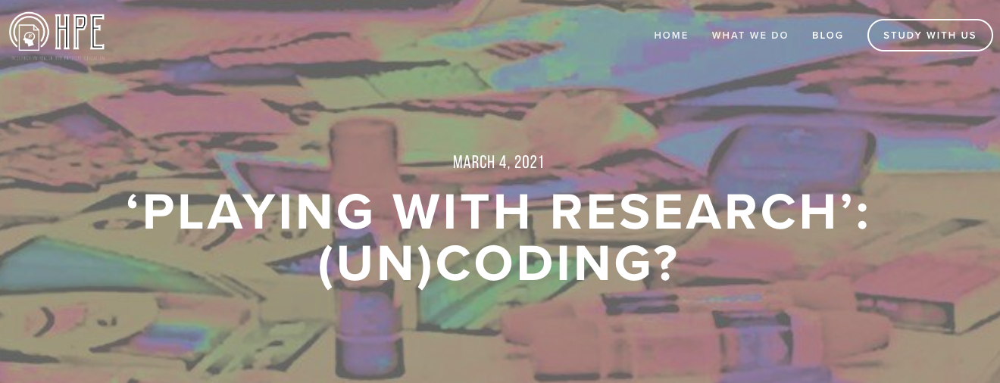 HPE
HOME WHAT WE DO BLOG STUDY WITH US
MARCH 4, 2021
‘PLAYING WITH RESEARCH’:
(UN)CODING?